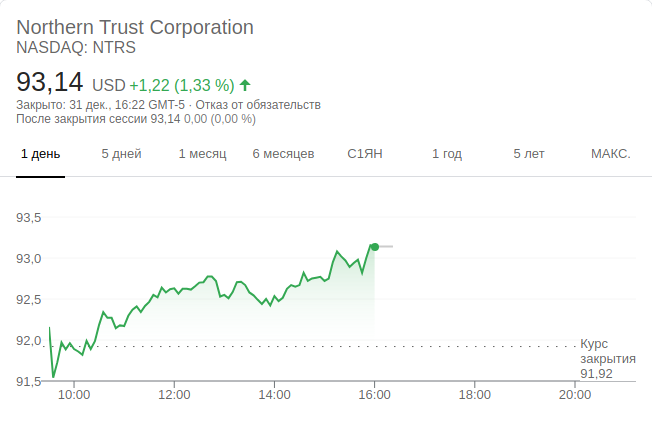 Northern Trust Corporation
NASDAQ: NTRS
93,14 USD +1,22 (1,33 %)
Закрыто: 31 дек., 16:22 GMT-5 · Отказ от обязательств
После закрытия сессии 93,14 0,00 (0,00 %)
1 день 5 дней 1 месяц 6 месяцев С1ЯН 1 год 5 лет МАКС.
93,5
93,0
92,5
92,0
Курс
закрытия
91,92
91,5
10:00 12:00 14:00 16:00 18:00 20:00